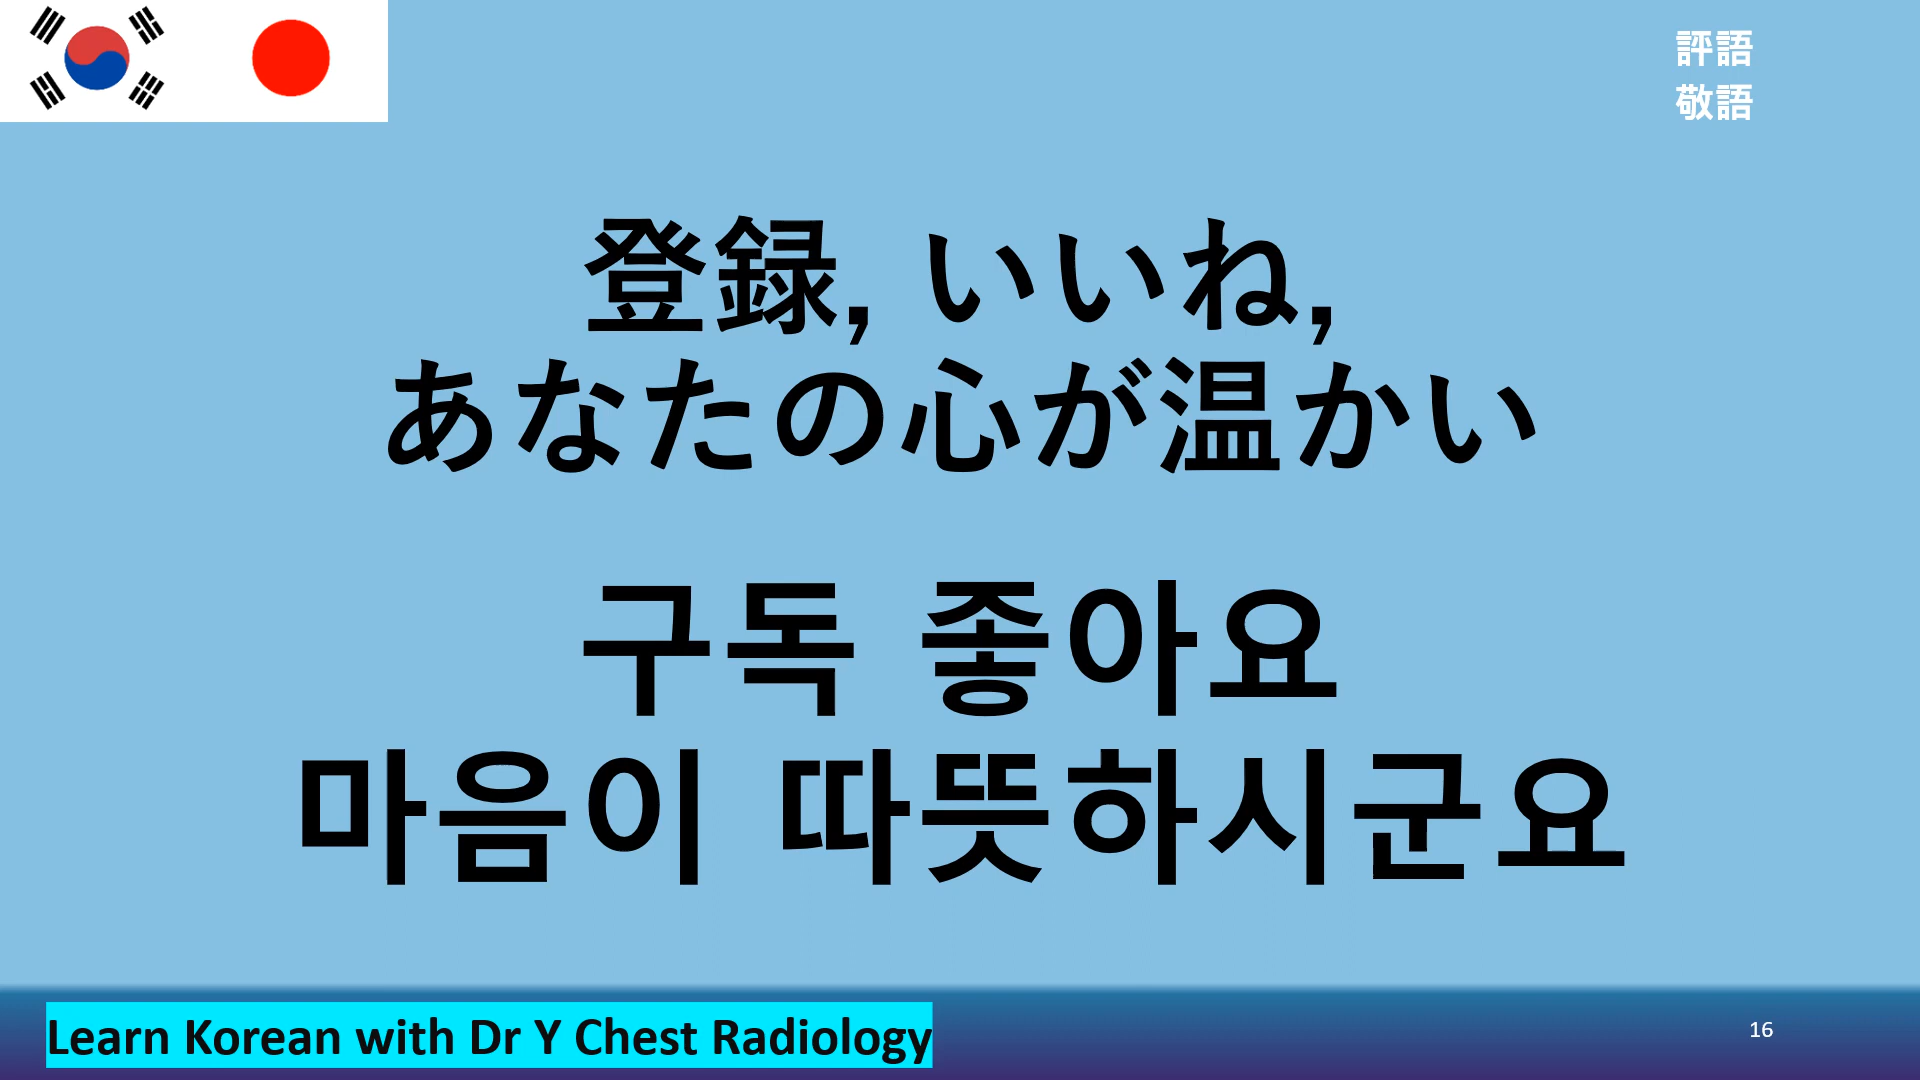 評語
敬語
登録, いいね,
あなたの心が温かい
구독 좋아요
마음이 따뜻하시군요
Learn Korean with Dr Y Chest Radiology
16